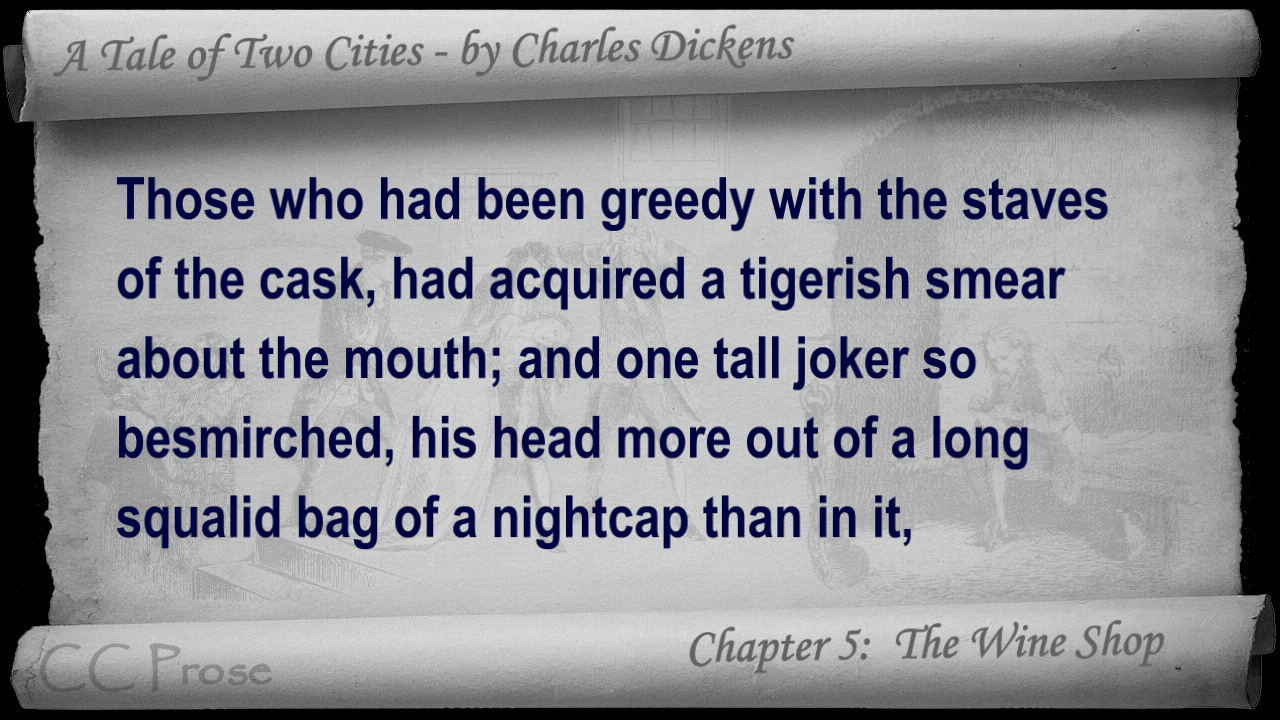 A Tale of Two Cities - by Charles Dickens
Those who had been greedy with the staves
of the cask, had acquired a tigerish smear
about the mouth; and one tall joker so
besmirched, his head more out of a long
squalid bag of a nightcap than in it,
Chapter 5: The Wine Shop
CC Prose